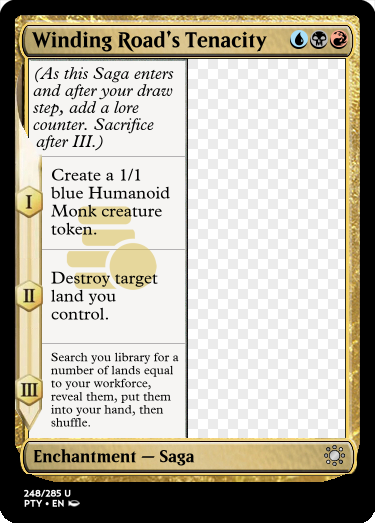 Winding Road's Tenacity
(As this Saga enters
and after your draw
step, add a lore
counter. Sacrifice
after III.)
I
Create a 1/1
blue Humanoid
Monk creature
token.
II
Destroy target
land you
control.
III
Search you library for a
number of lands equal
to your workforce,
reveal them, put them
into your hand, then
shuffle.
Enchantment — Saga
248/285 U
PTY • EN